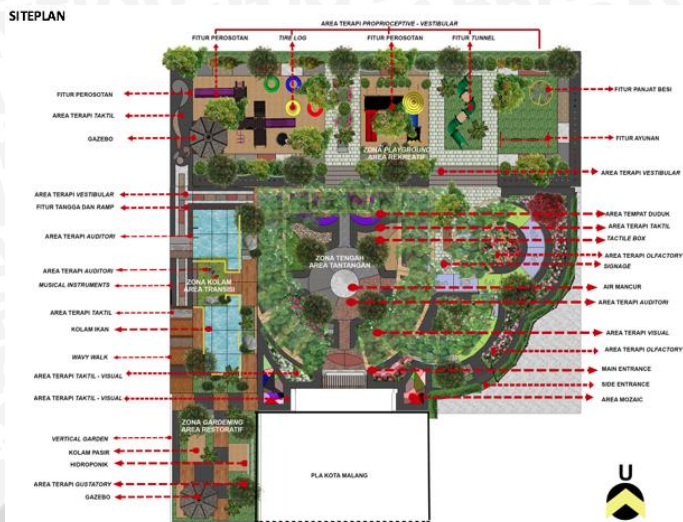 SITEPLAN
AREA TERAPI PROPRIOCEPTIVE - VESTIBULAR
FITUR PEROSOTAN
TIRE LOG
FITUR PEROSOTAN
FITUR TUNNEL
FITUR PEROSOTAN
AREA TERAPI TAKTIL
GAZEBO
AREA TERAPI VESTIBULAR
FITUR TANGGA DAN RAMP
AREA TERAPI AUDITORI
AREA TERAPI AUDITORI
MUSICAL INSTRUMENTS
AREA TERAPI TAKTIL
KOLAM IKAN
WAVY WALK
AREA TERAPI TAKTIL - VISUAL
AREA TERAPI TAKTIL - VISUAL
VERTICAL GARDEN
KOLAM PASIR
HIDROPONIK
AREA TERAPI GUSTATORY
GAZEBO
ZONA PLAYGROUND
AREA REKREATIF
ZONA TENGAH
AREA TANTANGAN
ZONA KOLAM
AREA TRANSISI
ZONA GARDENING
AREA RESTORATIF
PLA KOTA MALANG
FITUR PANJAT BESI
FITUR AYUNAN
AREA TERAPI VESTIBULAR
AREA TEMPAT DUDUK
AREA TERAPI TAKTIL
TACTILE BOX
AREA TERAPI OLFACTORY
SIGNAGE
AIR MANCUR
AREA TERAPI AUDITORI
AREA TERAPI VISUAL
AREA TERAPI OLFACTORY
MAIN ENTRANCE
SIDE ENTRANCE
AREA MOZAIC
U